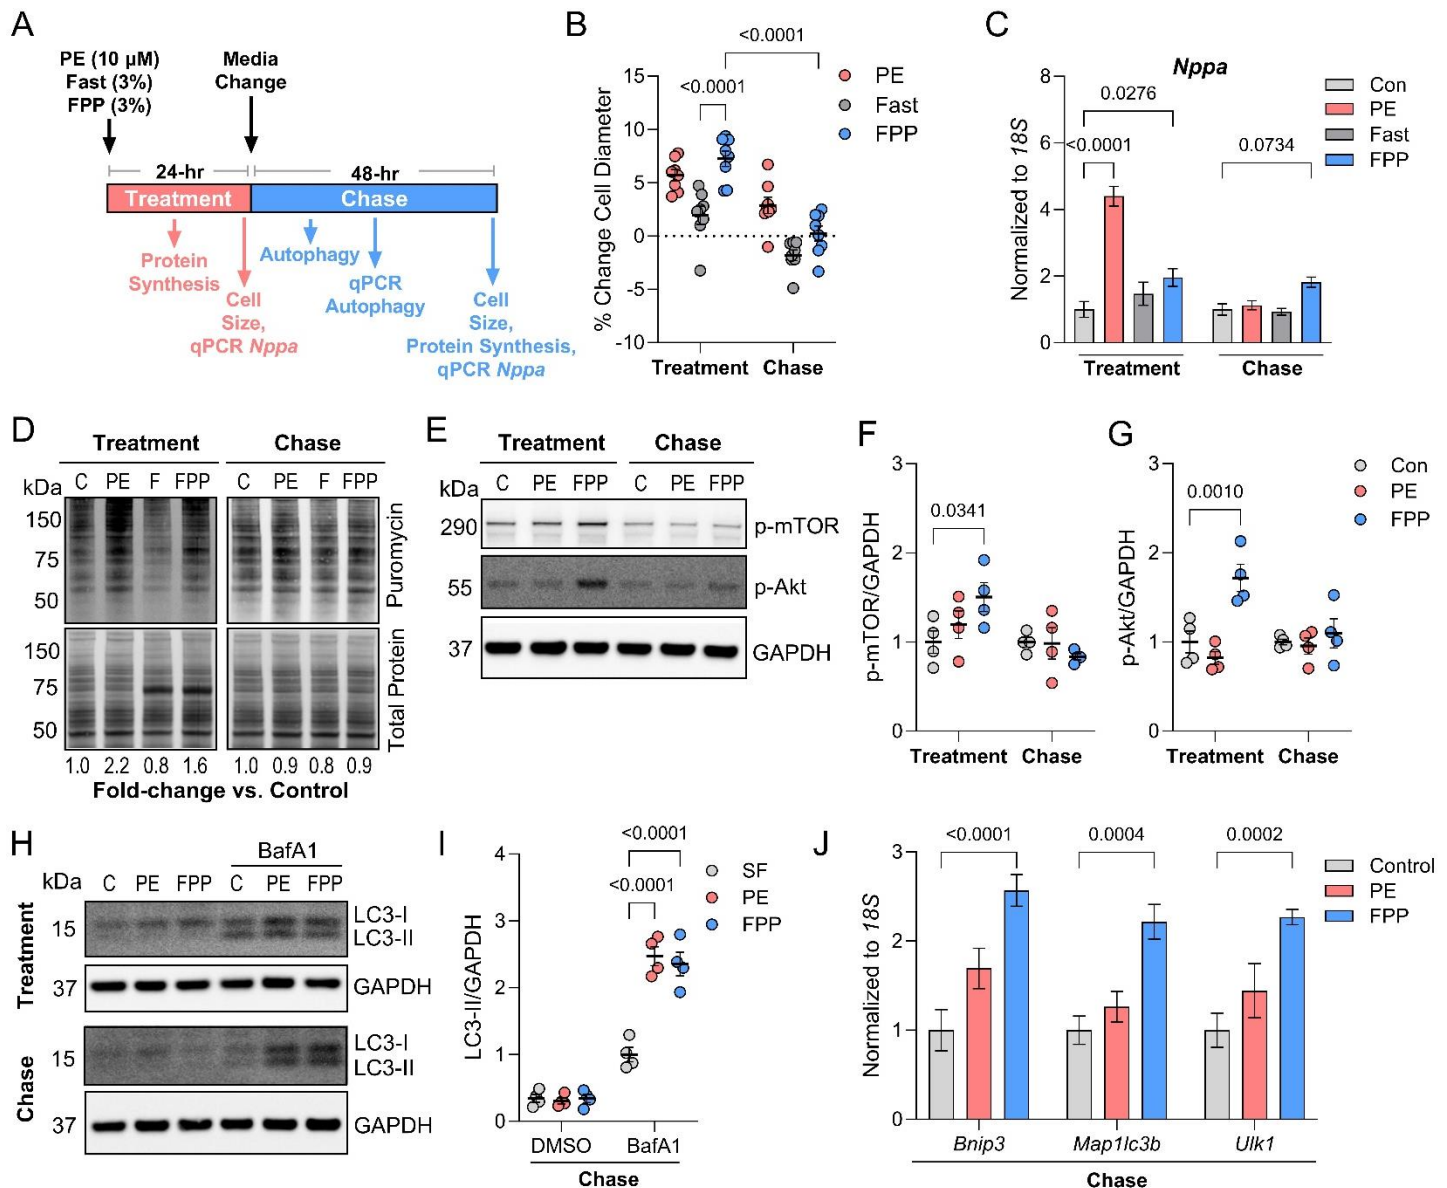 A
PE (10 µM)
Fast (3%)
FPP (3%)
Media
Change
24-hr
48-hr
Treatment
Chase
Protein
Synthesis
Cell
Size,
qPCR Nppa
Autophagy
qPCR
Autophagy
Cell
Size,
Protein Synthesis,
qPCR Nppa
B
<0.0001
<0.0001
PE
Fast
FPP
% Change Cell Diameter
15
10
5
0
-5
-10
Treatment
Chase
C
Nppa
0.0276
<0.0001
0.0734
Con
PE
Fast
FPP
Normalized to 18S
8
6
4
2
0
Treatment
Chase
D
Treatment
Chase
kDa
C PE F FPP
C PE F FPP
150
75
50
Puromycin
150
75
50
Total Protein
1.0 2.2 0.8 1.6
1.0 0.9 0.8 0.9
Fold-change vs. Control
E
Treatment
Chase
kDa
C PE FPP
C PE FPP
290
p-mTOR
55
p-Akt
37
GAPDH
F
0.0341
p-mTOR/GAPDH
3
2
1
0
Treatment
Chase
G
0.0010
Con
PE
FPP
p-Akt/GAPDH
3
2
1
0
Treatment
Chase
H
BafA1
kDa
C PE FPP
C PE FPP
Treatment
15
LC3-I
LC3-II
37
GAPDH
Chase
15
LC3-I
LC3-II
37
GAPDH
I
<0.0001
<0.0001
SF
PE
FPP
LC3-II/GAPDH
4
3
2
1
0
DMSO
BafA1
Chase
J
<0.0001
0.0004
0.0002
Control
PE
FPP
Normalized to 18S
3
2
1
0
Bnip3
Map1lc3b
Ulk1
Chase